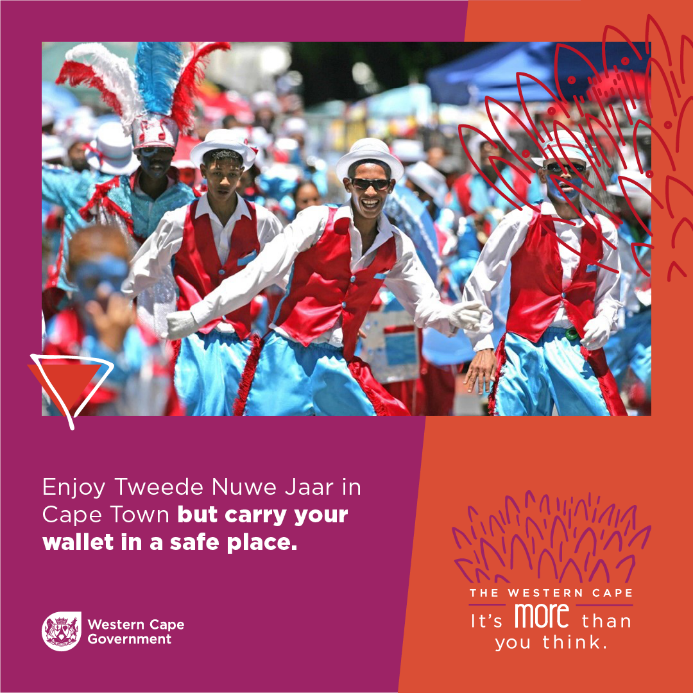 Enjoy Tweede Nuwe Jaar in
Cape Town but carry your
wallet in a safe place.
Western Cape
Government
THE WESTERN CAPE
It's more than
you think.